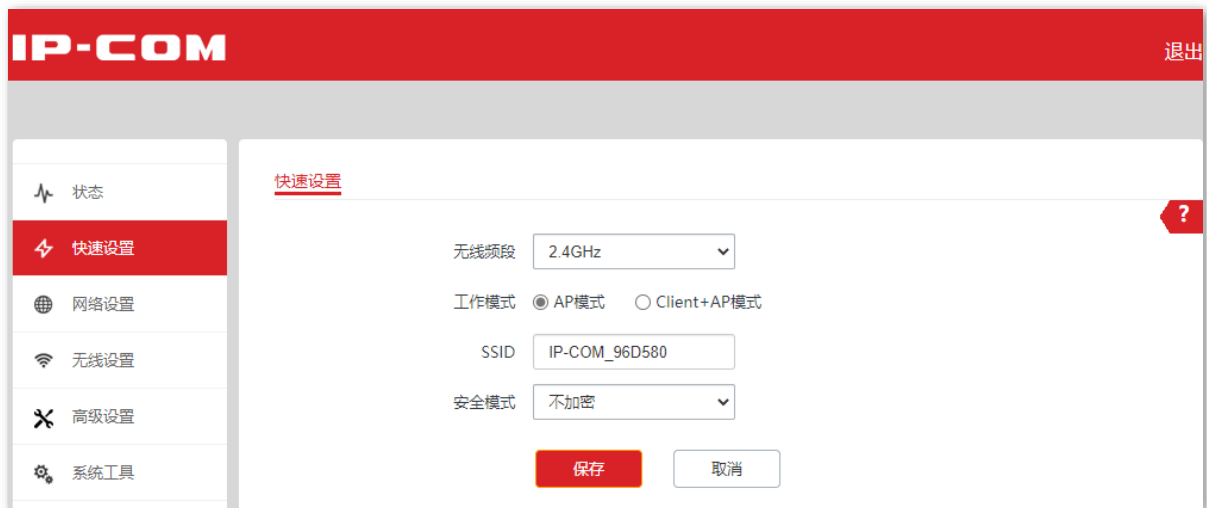 IP-COM
退出
状态
快速设置
网络设置
无线设置
高级设置
系统工具
快速设置
?
无线频段 2.4GHz
工作模式 AP模式 Client+AP模式
SSID IP-COM_96D580
安全模式 不加密
保存 取消